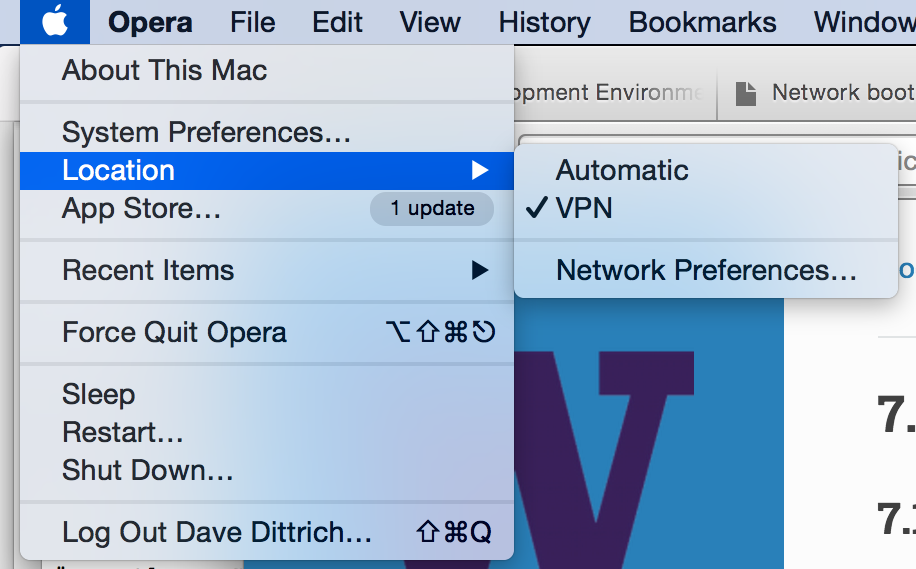 Opera File Edit View History Bookmarks Window
About This Mac
opment Environme
Network boot
System Preferences...
Location ▶
Automatic
App Store... 1 update
✓ VPN
Recent Items ▶
Network Preferences...
Force Quit Opera ⌥⇧⌘⎋
Sleep
Restart...
Shut Down...
Log Out Dave Dittrich... ⇧⌘Q
W
7.
7.